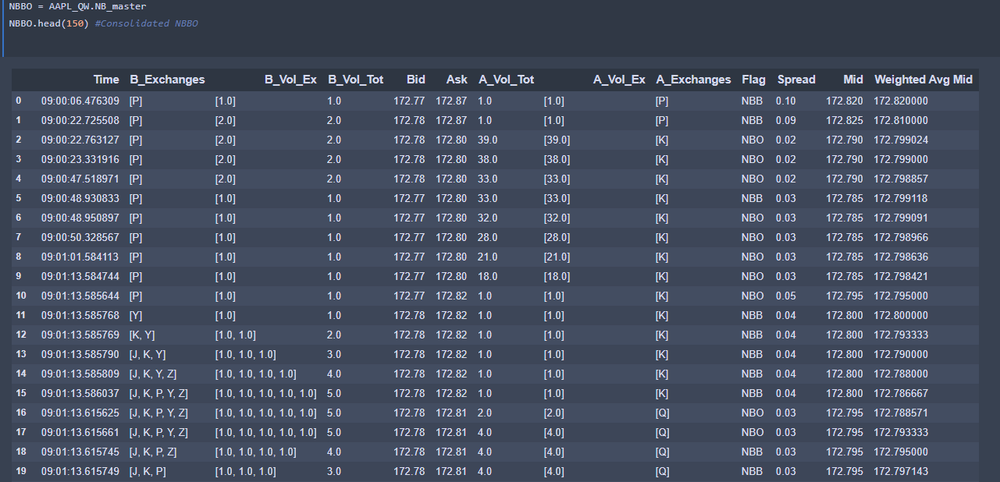 NBBO = AAPL_QW.NB_master
NBBO.head(150) #Consolidated NBBO
Time B_Exchanges B_Vol_Ex B_Vol_Tot Bid Ask A_Vol_Tot A_Vol_Ex A_Exchanges Flag Spread Mid Weighted Avg Mid
0 09:00:06.476309 [P] [1.0] 1.0 172.77 172.87 1.0 [1.0] [P] NBB 0.10 172.820 172.820000
1 09:00:22.725508 [P] [2.0] 2.0 172.78 172.87 1.0 [1.0] [P] NBB 0.09 172.825 172.810000
2 09:00:22.763127 [P] [2.0] 2.0 172.78 172.80 39.0 [39.0] [K] NBO 0.02 172.790 172.799024
3 09:00:23.331916 [P] [2.0] 2.0 172.78 172.80 38.0 [38.0] [K] NBO 0.02 172.790 172.799000
4 09:00:47.518971 [P] [2.0] 2.0 172.78 172.80 33.0 [33.0] [K] NBO 0.02 172.790 172.798857
5 09:00:48.930833 [P] [1.0] 1.0 172.77 172.80 33.0 [33.0] [K] NBB 0.03 172.785 172.799118
6 09:00:48.950897 [P] [1.0] 1.0 172.77 172.80 32.0 [32.0] [K] NBO 0.03 172.785 172.799091
7 09:00:50.328567 [P] [1.0] 1.0 172.77 172.80 28.0 [28.0] [K] NBO 0.03 172.785 172.798966
8 09:01:01.584113 [P] [1.0] 1.0 172.77 172.80 21.0 [21.0] [K] NBO 0.03 172.785 172.798636
9 09:01:13.584744 [P] [1.0] 1.0 172.77 172.80 18.0 [18.0] [K] NBO 0.03 172.785 172.798421
10 09:01:13.585644 [P] [1.0] 1.0 172.77 172.82 1.0 [1.0] [K] NBO 0.05 172.795 172.795000
11 09:01:13.585768 [Y] [1.0] 1.0 172.78 172.82 1.0 [1.0] [K] NBB 0.04 172.800 172.800000
12 09:01:13.585769 [K, Y] [1.0, 1.0] 2.0 172.78 172.82 1.0 [1.0] [K] NBB 0.04 172.800 172.793333
13 09:01:13.585790 [J, K, Y] [1.0, 1.0, 1.0] 3.0 172.78 172.82 1.0 [1.0] [K] NBB 0.04 172.800 172.790000
14 09:01:13.585809 [J, K, Y, Z] [1.0, 1.0, 1.0, 1.0] 4.0 172.78 172.82 1.0 [1.0] [K] NBB 0.04 172.800 172.788000
15 09:01:13.586037 [J, K, P, Y, Z] [1.0, 1.0, 1.0, 1.0, 1.0] 5.0 172.78 172.82 1.0 [1.0] [K] NBB 0.04 172.800 172.786667
16 09:01:13.615625 [J, K, P, Y, Z] [1.0, 1.0, 1.0, 1.0, 1.0] 5.0 172.78 172.81 2.0 [2.0] [Q] NBO 0.03 172.795 172.788571
17 09:01:13.615661 [J, K, P, Y, Z] [1.0, 1.0, 1.0, 1.0, 1.0] 5.0 172.78 172.81 4.0 [4.0] [Q] NBO 0.03 172.795 172.793333
18 09:01:13.615745 [J, K, P, Z] [1.0, 1.0, 1.0, 1.0] 4.0 172.78 172.81 4.0 [4.0] [Q] NBB 0.03 172.795 172.795000
19 09:01:13.615749 [J, K, P] [1.0, 1.0, 1.0] 3.0 172.78 172.81 4.0 [4.0] [Q] NBB 0.03 172.795 172.797143